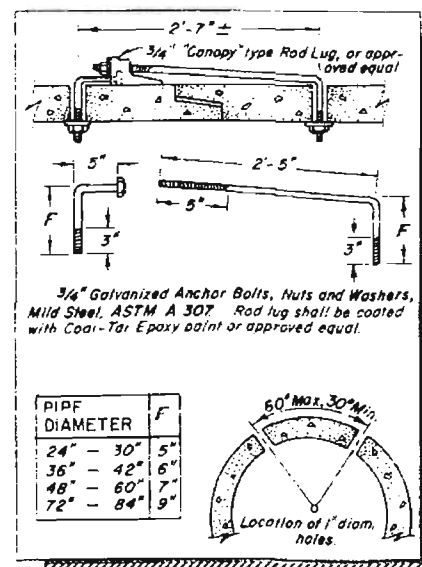 2'-7" ±
3/4" "Canopy" type Rod Lug, or appr-
oved equal
5"
2'-5"
F
3"
5"
3"
F
3/4" Galvanized Anchor Bolts, Nuts and Washers,
Mild Steel, ASTM A 307. Rod lug shall be coated
with Coal-Tar Epoxy paint or approved equal.
PIPE DIAMETER F
24" – 30" 5"
36" – 42" 6"
48" – 60" 7"
72" – 84" 9"
60° Max, 30° Min.
Location of 1" diam.
holes.